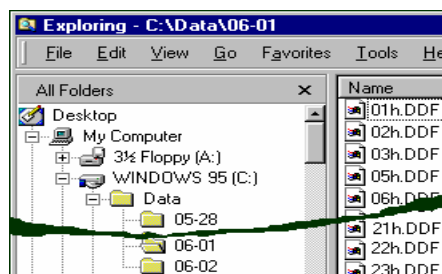 Exploring - C:\Data\06-01
File Edit View Go Favorites Tools He
All Folders
Name
Desktop
My Computer
3½ Floppy (A:)
WINDOWS 95 (C:)
Data
05-28
06-01
06-02
01h.DDF
02h.DDF
03h.DDF
05h.DDF
06h.DDF
21h.DDF
22h.DDF
23h.DDF